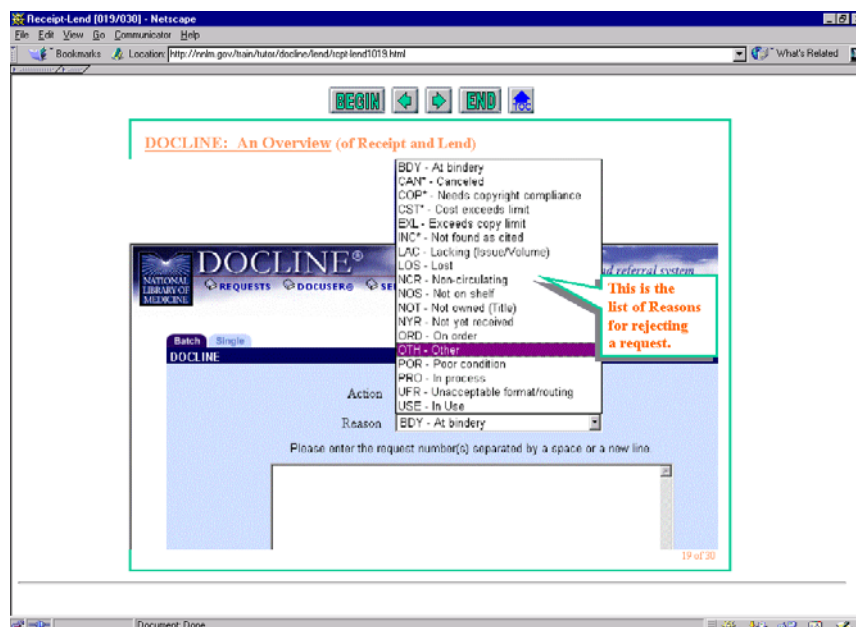 Receipt-Lend [019/030] - Netscape
File Edit View Go Communicator Help
Bookmarks Location: http://nnlm.gov/train/tutor/docline/lend/rcpt-lend1019.html What's Related
BEGIN END TOC
DOCLINE: An Overview (of Receipt and Lend)
BDY - At bindery
CAN* - Canceled
COP* - Needs copyright compliance
CST* - Cost exceeds limit
EXL - Exceeds copy limit
INC* - Not found as cited
LAC - Lacking (Issue/Volume)
LOS - Lost
NCR - Non-circulating
NOS - Not on shelf
NOT - Not owned (Title)
NYR - Not yet received
ORD - On order
OTH - Other
POR - Poor condition
PRO - In process
UFR - Unacceptable format/routing
USE - In Use
NATIONAL
LIBRARY OF
MEDICINE
DOCLINE®
referral system
REQUESTS DOCUSER®
This is the
list of Reasons
for rejecting
a request.
Batch Single
DOCLINE
Action
Reason BDY - At bindery
Please enter the request number(s) separated by a space or a new line.
19 of 30
Document: Done